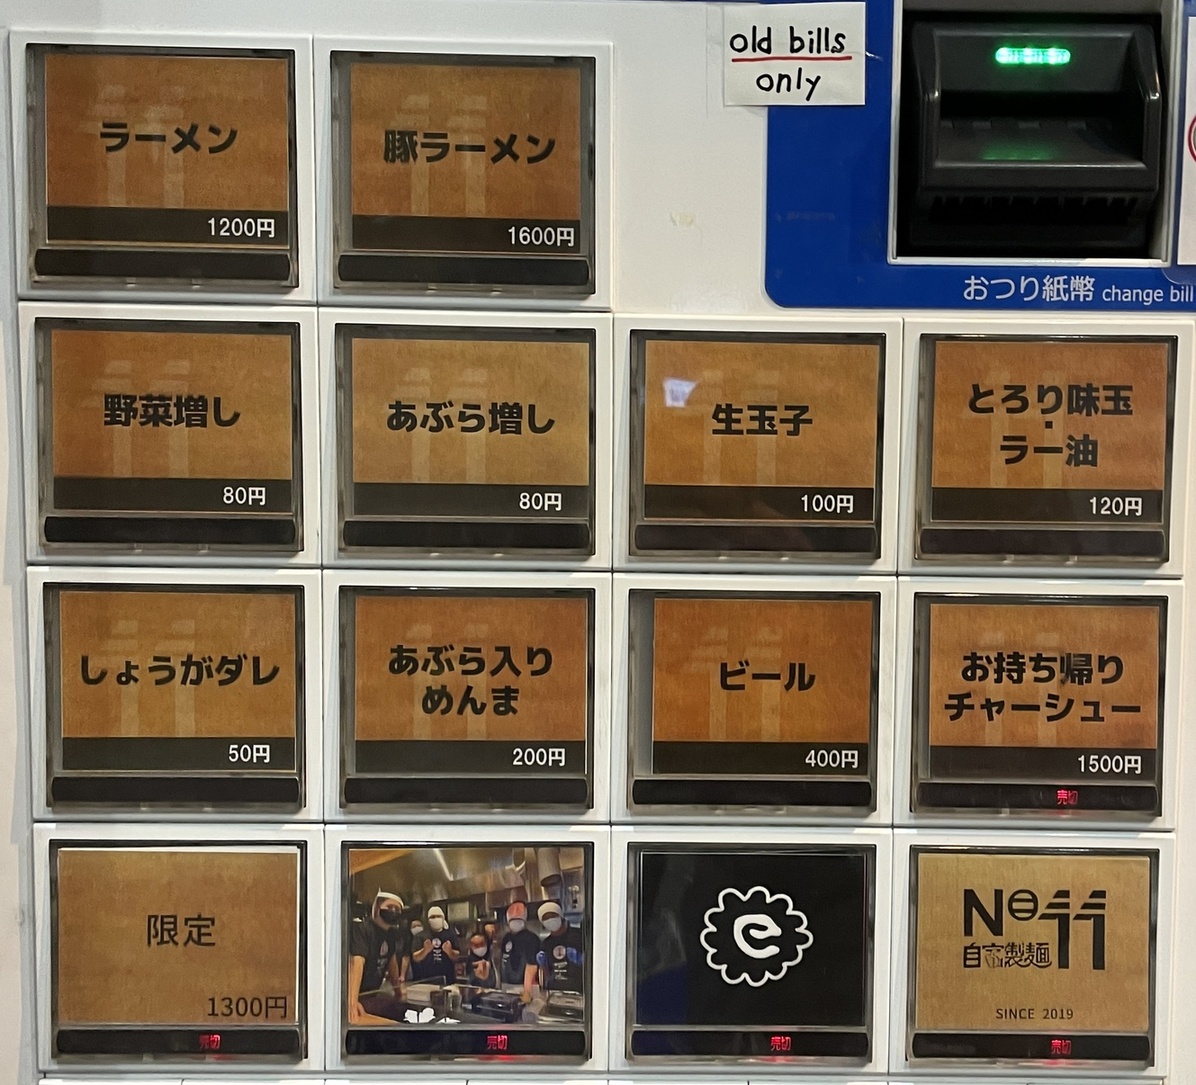 old bills
only
おつり紙幣 change bill
ラーメン
1200円
豚ラーメン
1600円
野菜増し
80円
あぶら増し
80円
生玉子
100円
とろり味玉
・
ラー油
120円
しょうがダレ
50円
あぶら入り
めんま
200円
ビール
400円
お持ち帰り
チャーシュー
1500円
売切
限定
1300円
売切
売切
e
売切
No 11
自家製麺
SINCE 2019
売切